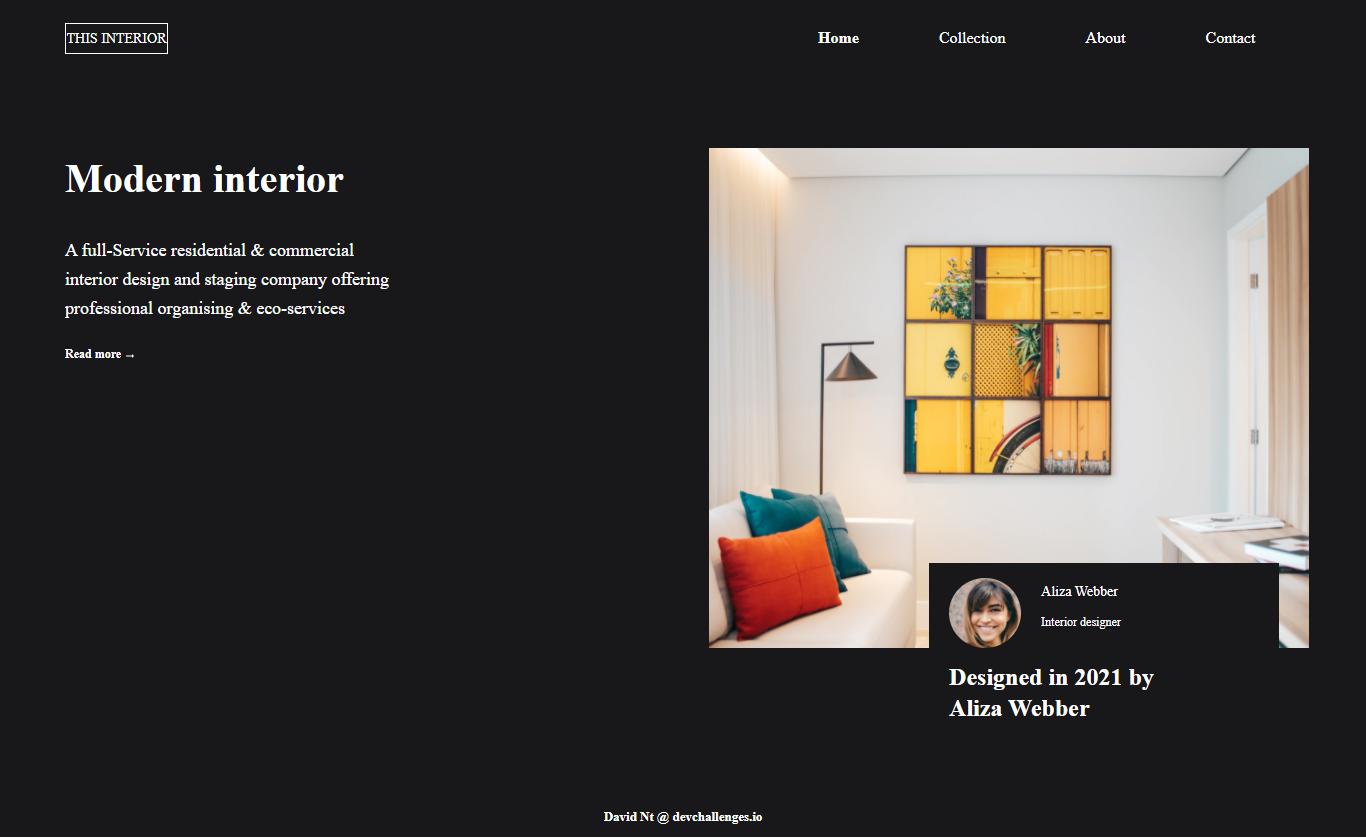 THIS INTERIOR
Home
Collection
About
Contact
Modern interior
A full-Service residential & commercial
interior design and staging company offering
professional organising & eco-services
Read more →
Aliza Webber
Interior designer
Designed in 2021 by
Aliza Webber
David Nt @ devchallenges.io